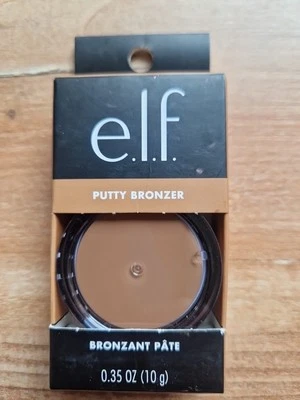 e.l.f.
PUTTY BRONZER
BRONZANT PÂTE
0.35 OZ (10 g)